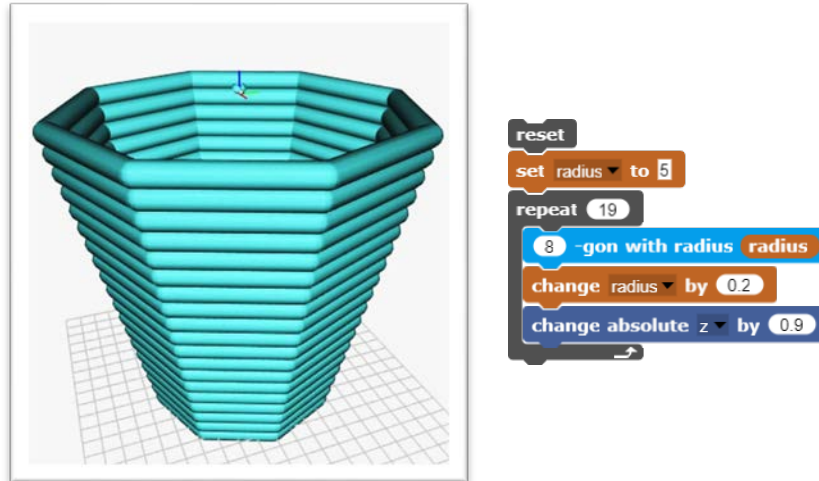 reset
set radius to 5
repeat 19
8 -gon with radius radius
change radius by 0.2
change absolute z by 0.9